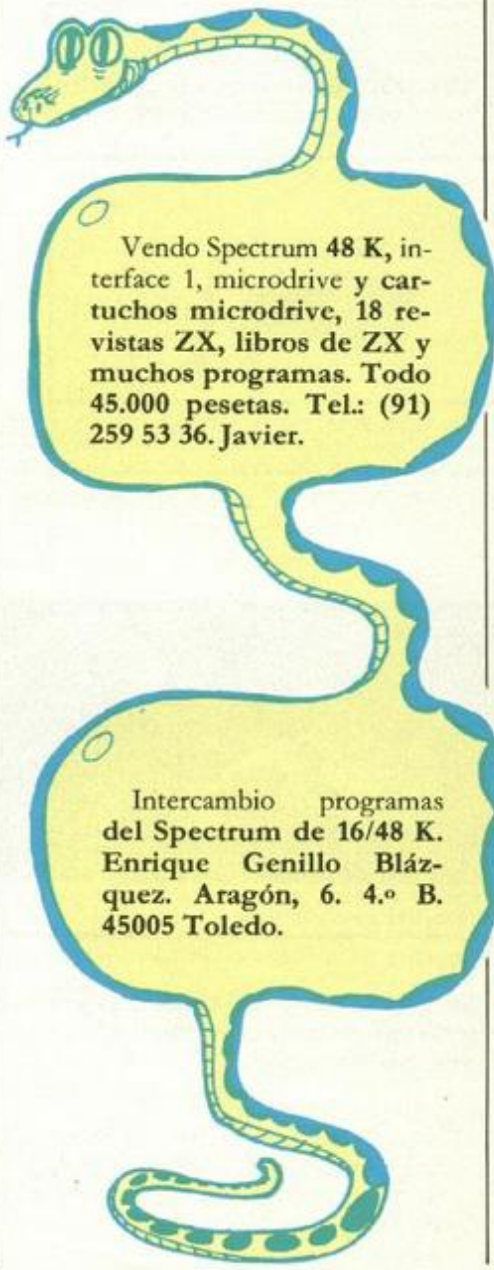 Vendo Spectrum 48 K, in-
terface 1, microdrive y car-
tuchos microdrive, 18 re-
vistas ZX, libros de ZX y
muchos programas. Todo
45.000 pesetas. Tel.: (91)
259 53 36. Javier.
Intercambio programas
del Spectrum de 16/48 K.
Enrique Genillo Bláz-
quez. Aragón, 6. 4.º B.
45005 Toledo.